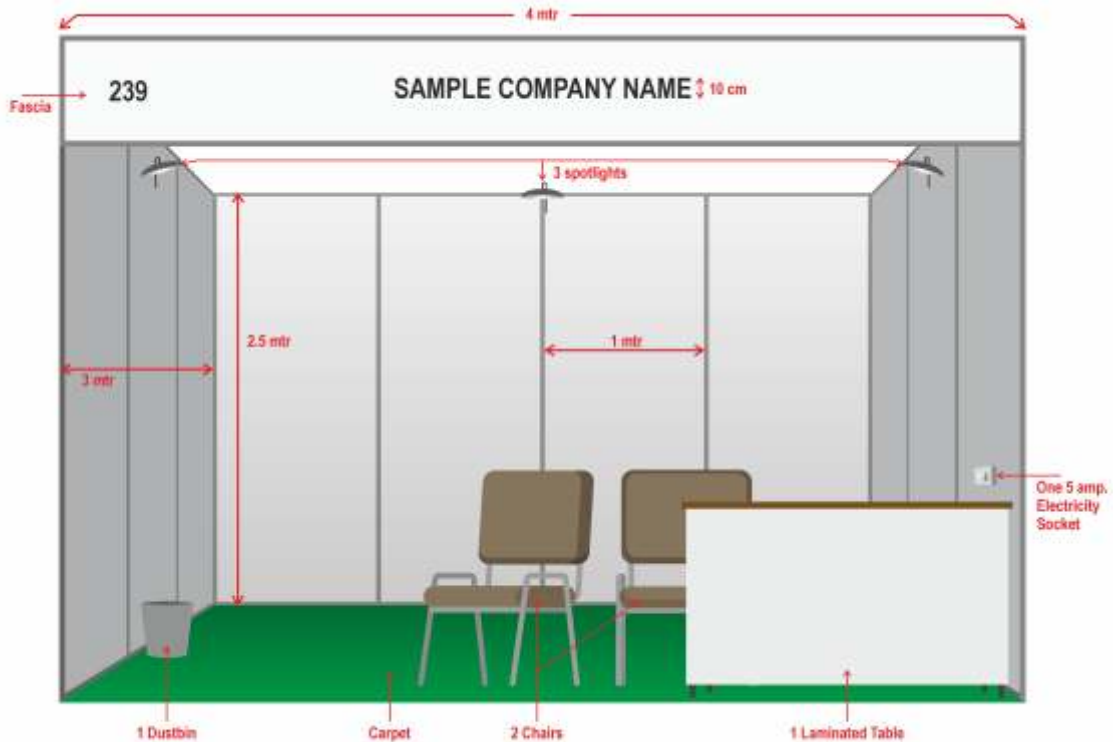 4 mtr
239
SAMPLE COMPANY NAME
10 cm
Fascia
3 spotlights
2.5 mtr
1 mtr
3 mtr
One 5 amp.
Electricity
Socket
1 Dustbin
Carpet
2 Chairs
1 Laminated Table